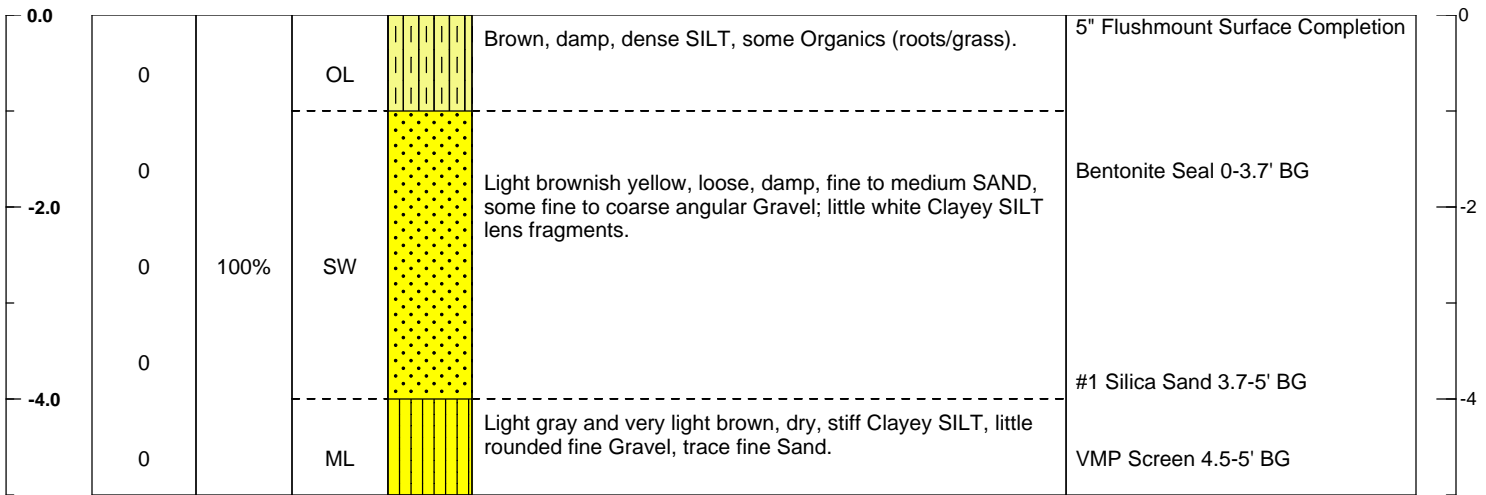 0.0
0
OL
Brown, damp, dense SILT, some Organics (roots/grass).
5" Flushmount Surface Completion
0
0
Light brownish yellow, loose, damp, fine to medium SAND,
some fine to coarse angular Gravel; little white Clayey SILT
lens fragments.
Bentonite Seal 0-3.7' BG
-2.0
-2
0
100%
SW
0
#1 Silica Sand 3.7-5' BG
-4.0
-4
Light gray and very light brown, dry, stiff Clayey SILT, little
rounded fine Gravel, trace fine Sand.
0
ML
VMP Screen 4.5-5' BG